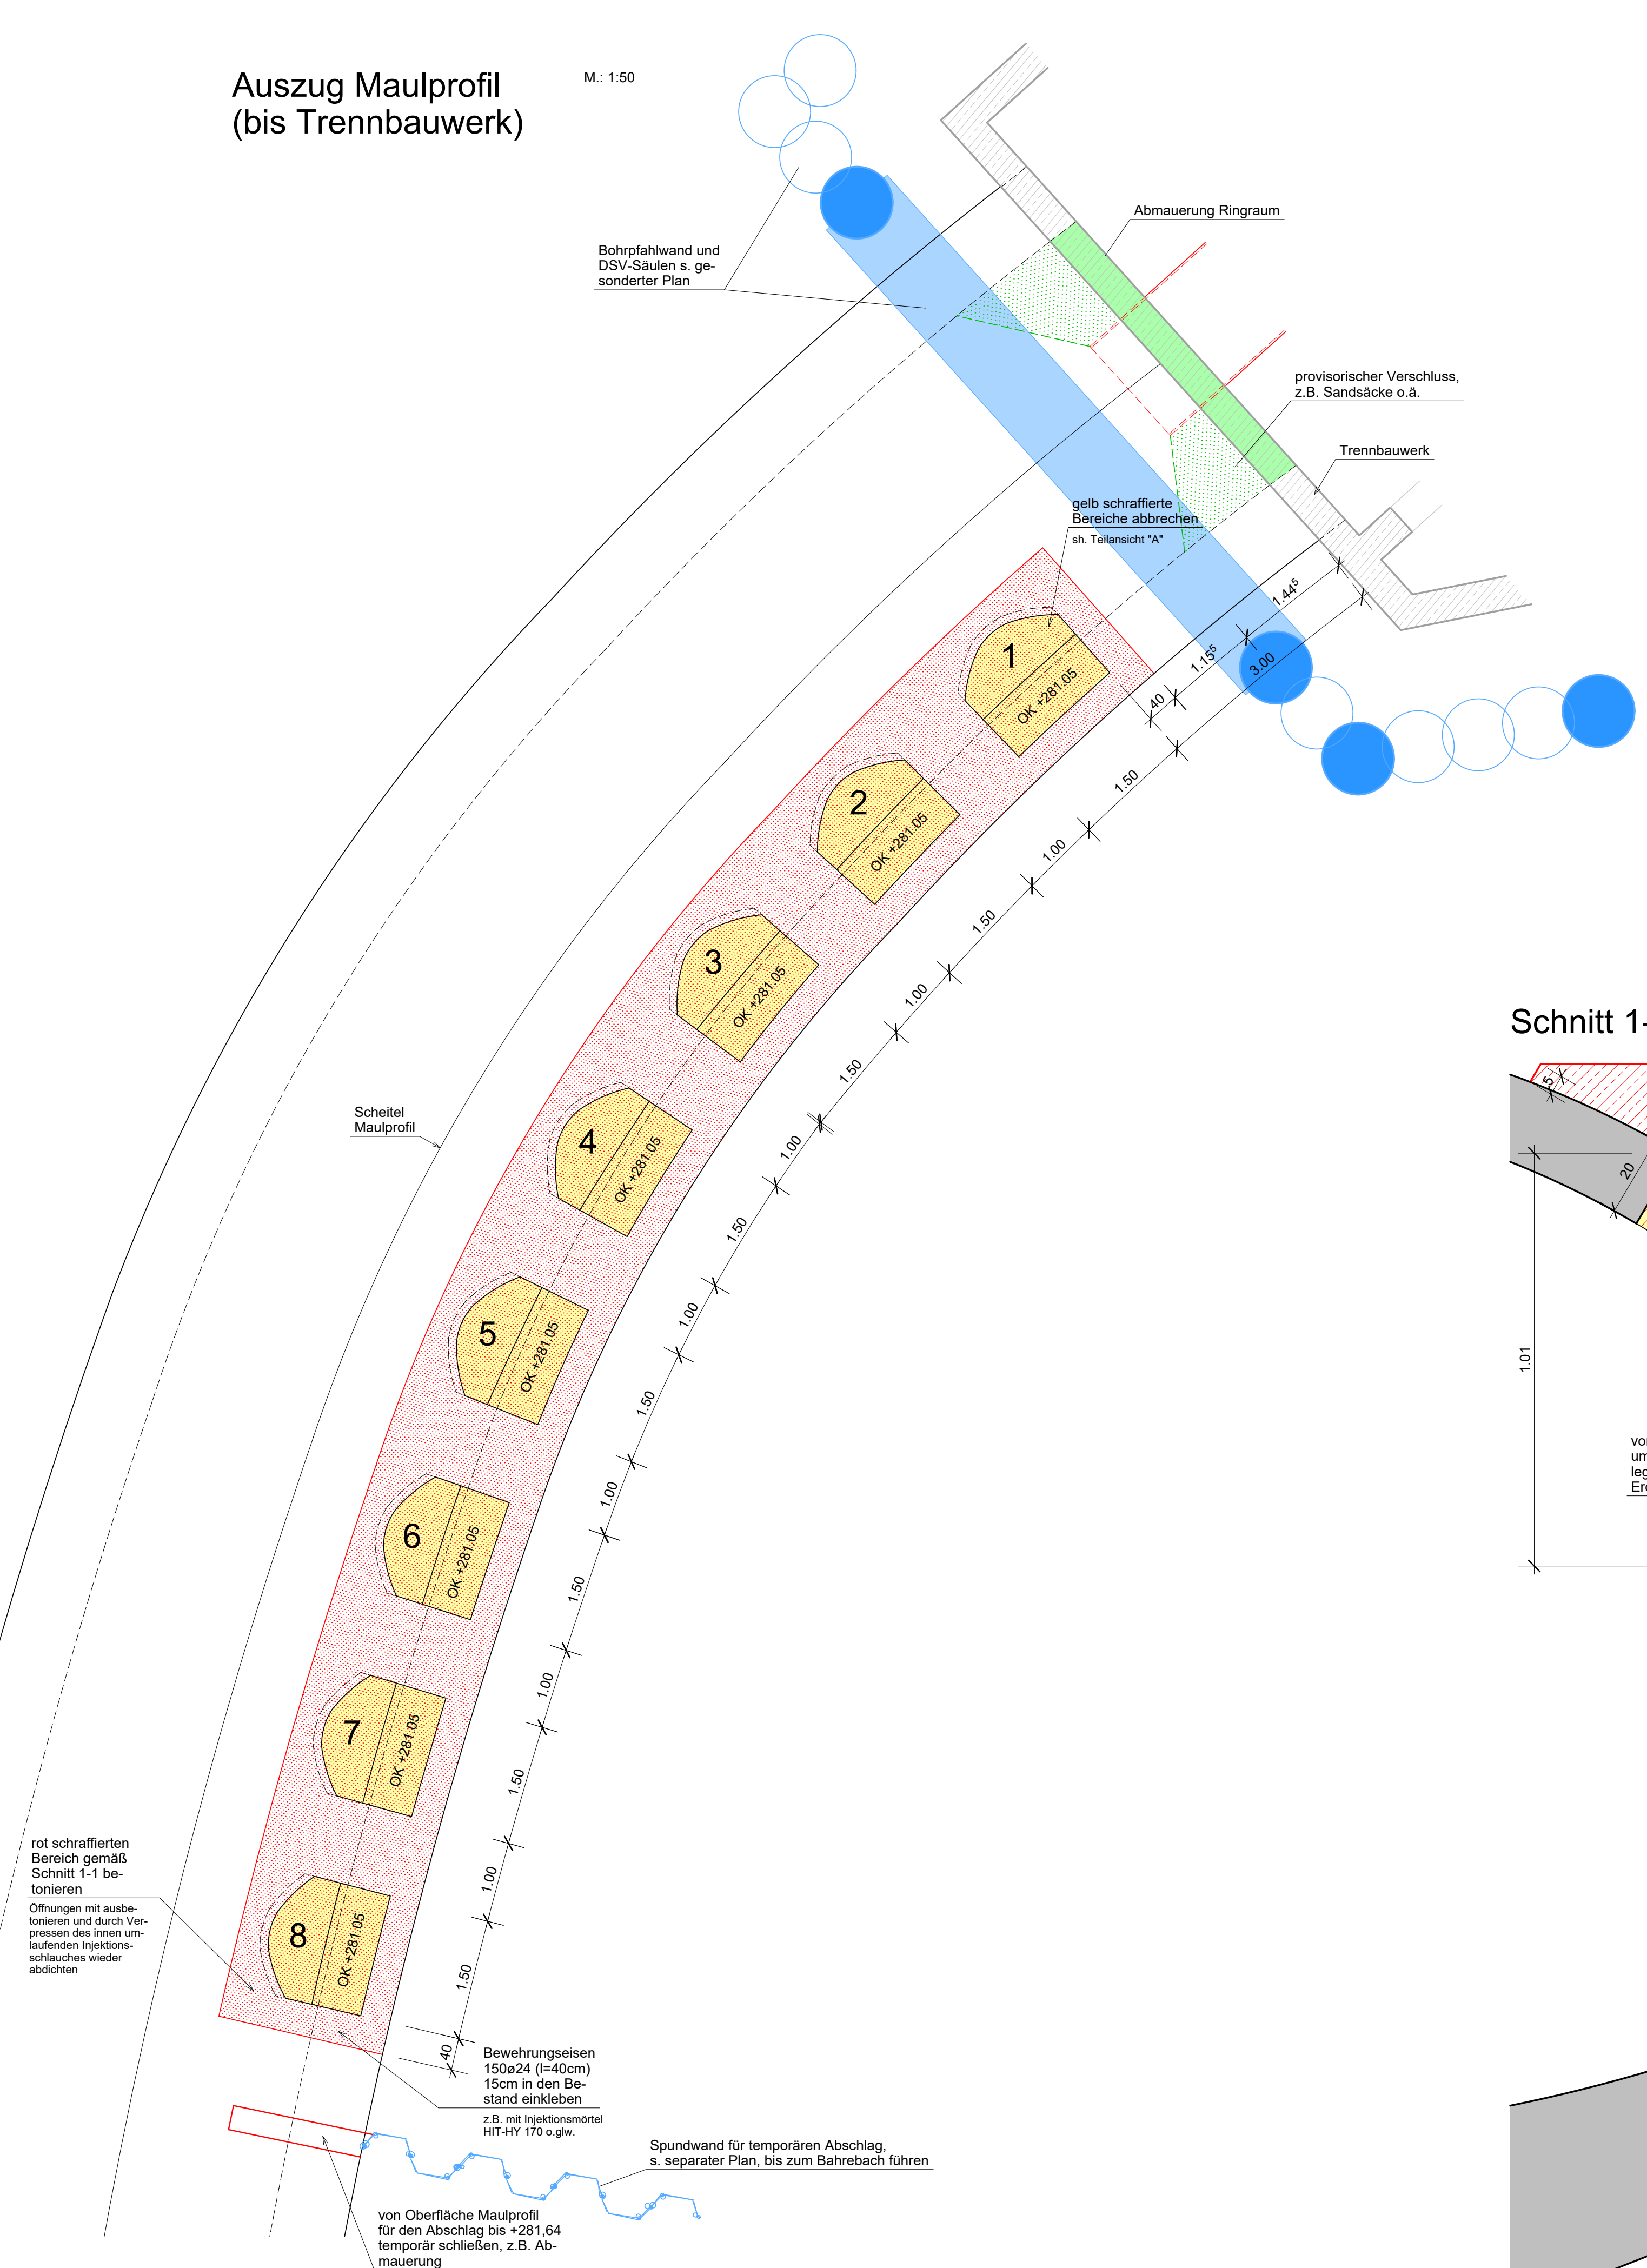 Auszug Maulprofil
(bis Trennbauwerk)
M.: 1:50
Abmauerung Ringraum
Bohrpfahlwand und
DSV-Säulen s. ge-
sonderter Plan
provisorischer Verschluss,
z.B. Sandsäcke o.ä.
Trennbauwerk
gelb schraffierte
Bereiche abbrechen
sh. Teilansicht "A"
1.44⁵
1.15⁵
3.00
40
1
OK +281.05
1.50
2
OK +281.05
1.00
1.50
3
OK +281.05
1.00
1.50
Schnitt 1-
5
20
1.01
Scheitel
Maulprofil
4
OK +281.05
1.00
1.50
5
OK +281.05
1.00
1.50
6
OK +281.05
1.00
1.50
7
OK +281.05
1.00
1.50
8
OK +281.05
1.00
1.50
40
vo
um
leg
Er
rot schraffierten
Bereich gemäß
Schnitt 1-1 be-
tonieren
Öffnungen mit ausbe-
tonieren und durch Ver-
pressen des innen um-
laufenden Injektions-
schlauches wieder
abdichten
Bewehrungseisen
150ø24 (l=40cm)
15cm in den Be-
stand einkleben
z.B. mit Injektionsmörtel
HIT-HY 170 o.glw.
Spundwand für temporären Abschlag,
s. separater Plan, bis zum Bahrebach führen
von Oberfläche Maulprofil
für den Abschlag bis +281,64
temporär schließen, z.B. Ab-
mauerung